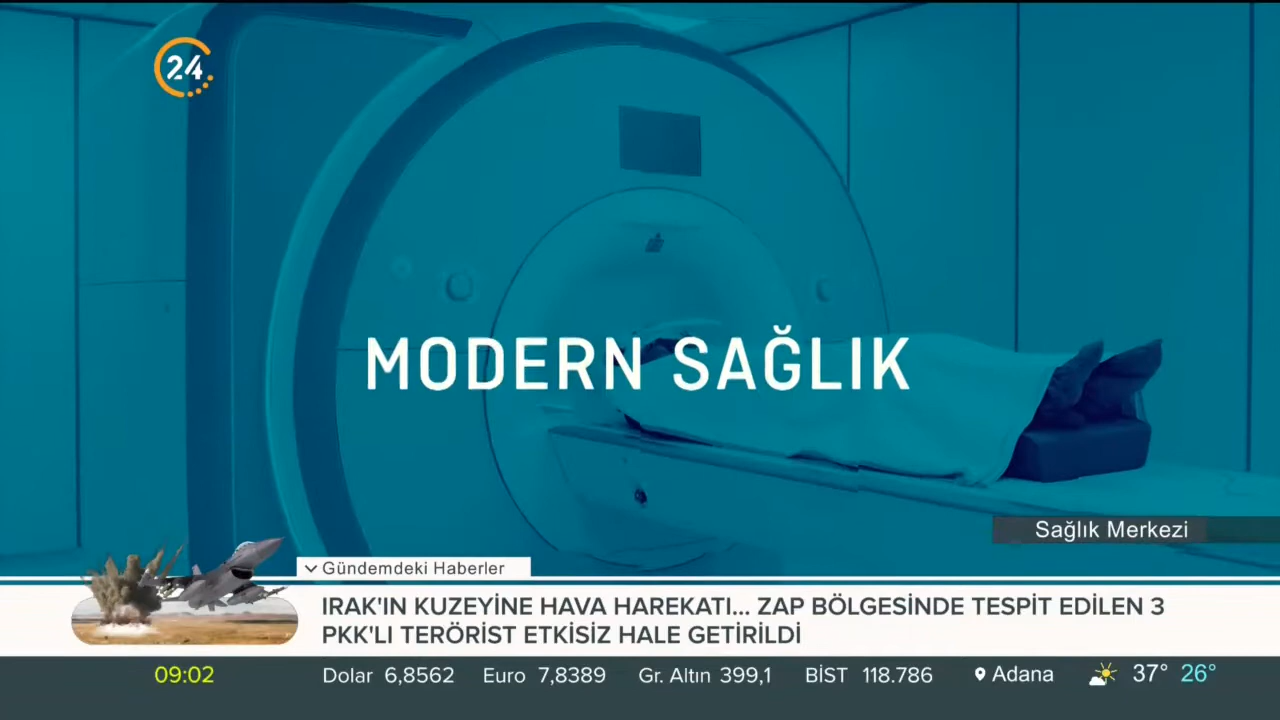 24
MODERN SAĞLIK
Sağlık Merkezi
Gündemdeki Haberler
IRAK'IN KUZEYİNE HAVA HAREKATI... ZAP BÖLGESİNDE TESPİT EDİLEN 3
PKK'LI TERÖRİST ETKİSİZ HALE GETİRİLDİ
09:02 Dolar 6,8562 Euro 7,8389 Gr. Altın 399,1 BİST 118.786 Adana 37° 26°